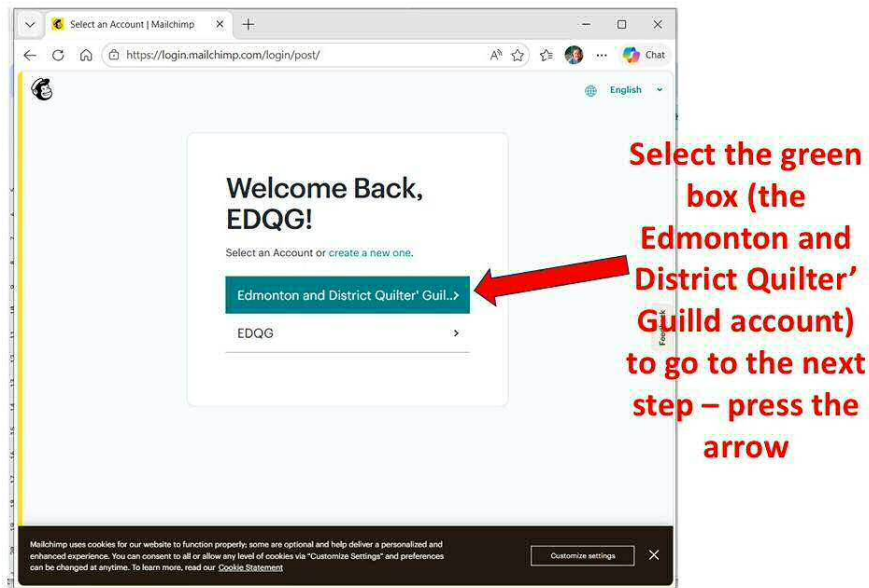 Select an Account | Mailchimp
https://login.mailchimp.com/login/post/
Chat
English
Welcome Back,
EDQG!
Select an Account or create a new one.
Edmonton and District Quilter' Guil..
EDQG
Select the green
box (the
Edmonton and
District Quilter’
Guilld account)
to go to the next
step – press the
arrow
Feedback
Mailchimp uses cookies for our website to function properly; some are optional and help deliver a personalized and
enhanced experience. You can consent to all or allow any level of cookies via "Customize Settings" and preferences
can be changed at anytime. To learn more, read our Cookie Statement
Customize settings